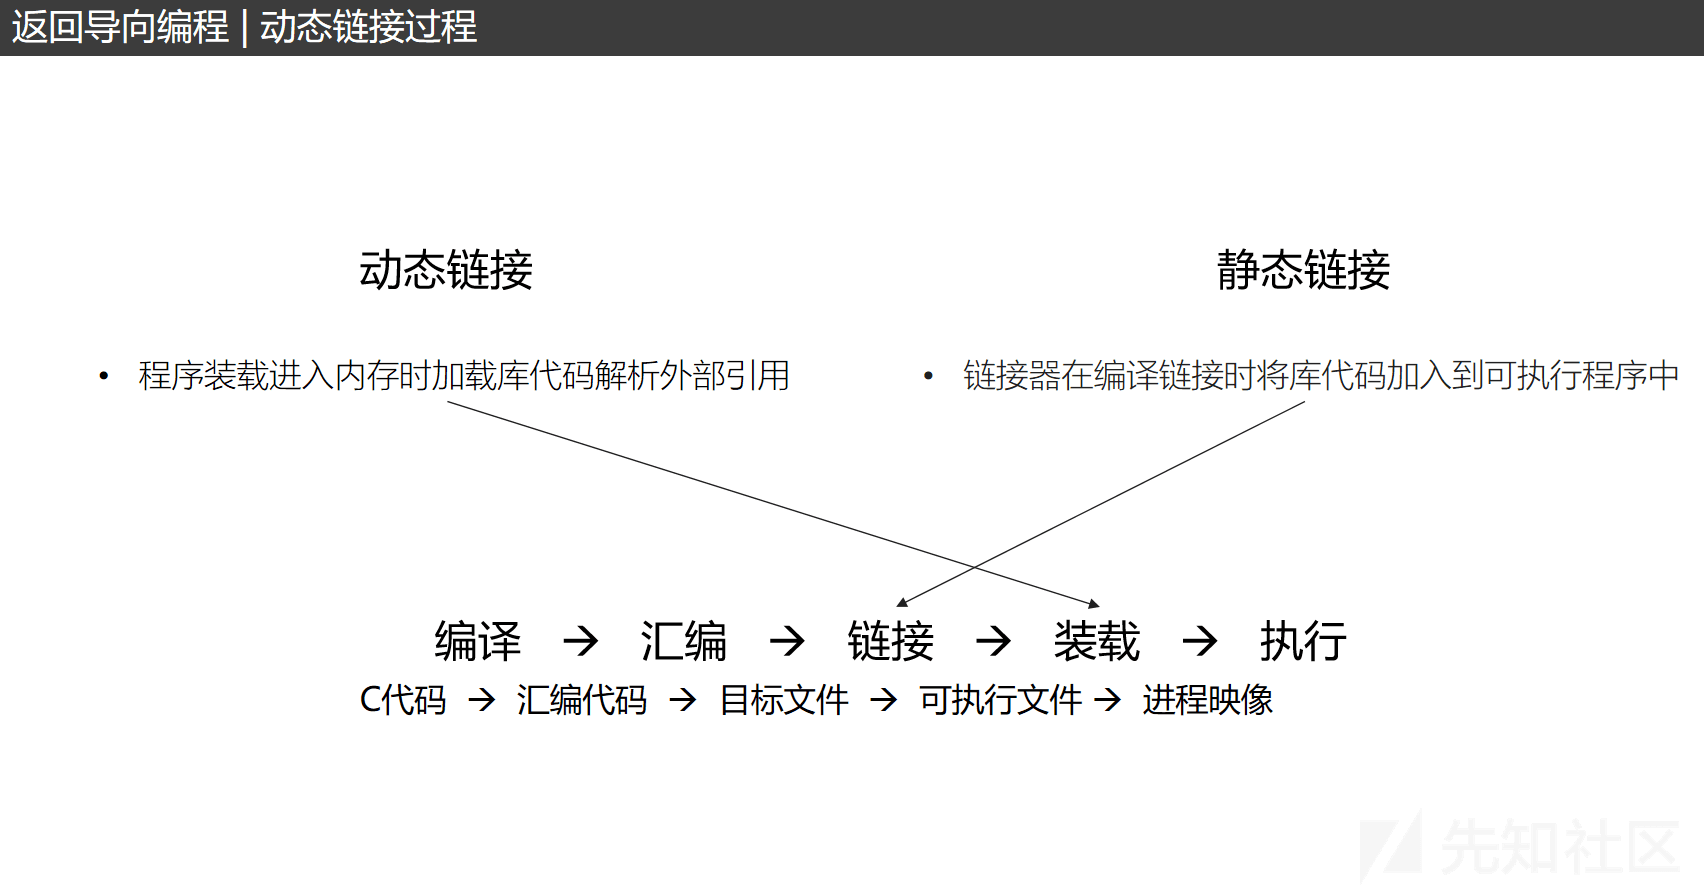 返回导向编程 | 动态链接过程
动态链接
静态链接
• 程序装载进入内存时加载库代码解析外部引用
• 链接器在编译链接时将库代码加入到可执行程序中
编译 → 汇编 → 链接 → 装载 → 执行
C代码 → 汇编代码 → 目标文件 → 可执行文件 → 进程映像
先知社区